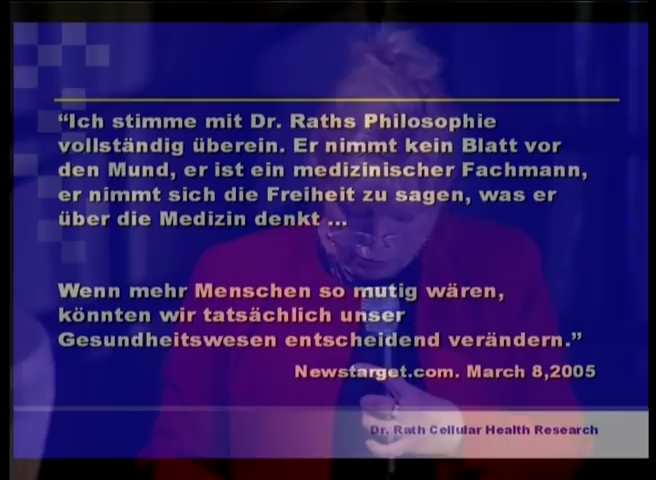 “Ich stimme mit Dr. Raths Philosophie
vollständig überein. Er nimmt kein Blatt vor
den Mund, er ist ein medizinischer Fachmann,
er nimmt sich die Freiheit zu sagen, was er
über die Medizin denkt ...
Wenn mehr Menschen so mutig wären,
könnten wir tatsächlich unser
Gesundheitswesen entscheidend verändern.”
Newstarget.com. March 8,2005
Dr. Rath Cellular Health Research